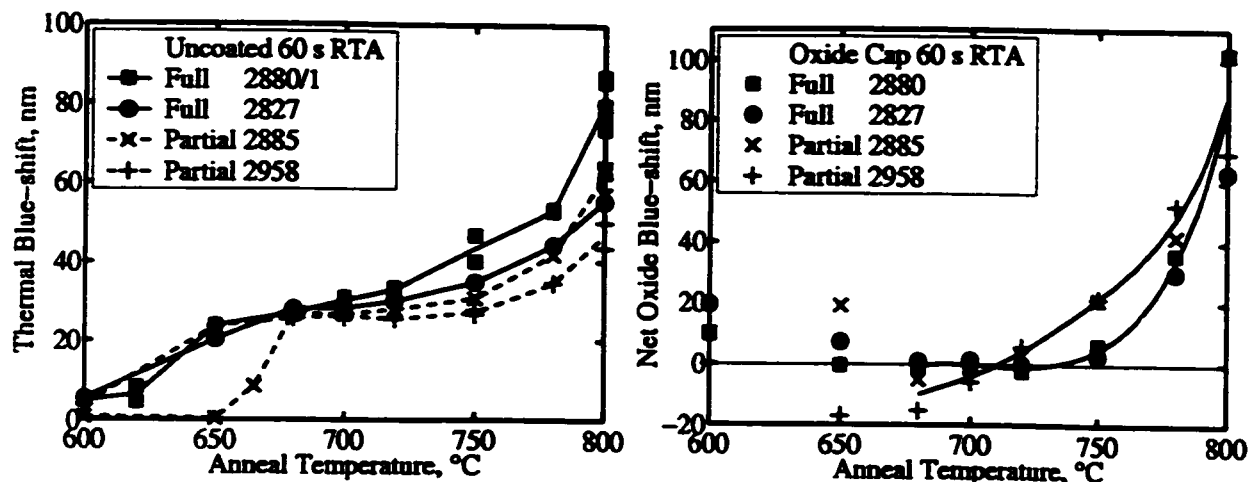 100
80
60
40
20
0
Thermal Blue-shift, nm
Uncoated 60 s RTA
Full 2880/1
Full 2827
Partial 2885
Partial 2958
600 650 700 750 800
Anneal Temperature, °C
100
80
60
40
20
0
-20
Net Oxide Blue-shift, nm
Oxide Cap 60 s RTA
Full 2880
Full 2827
Partial 2885
Partial 2958
600 650 700 750 800
Anneal Temperature, °C